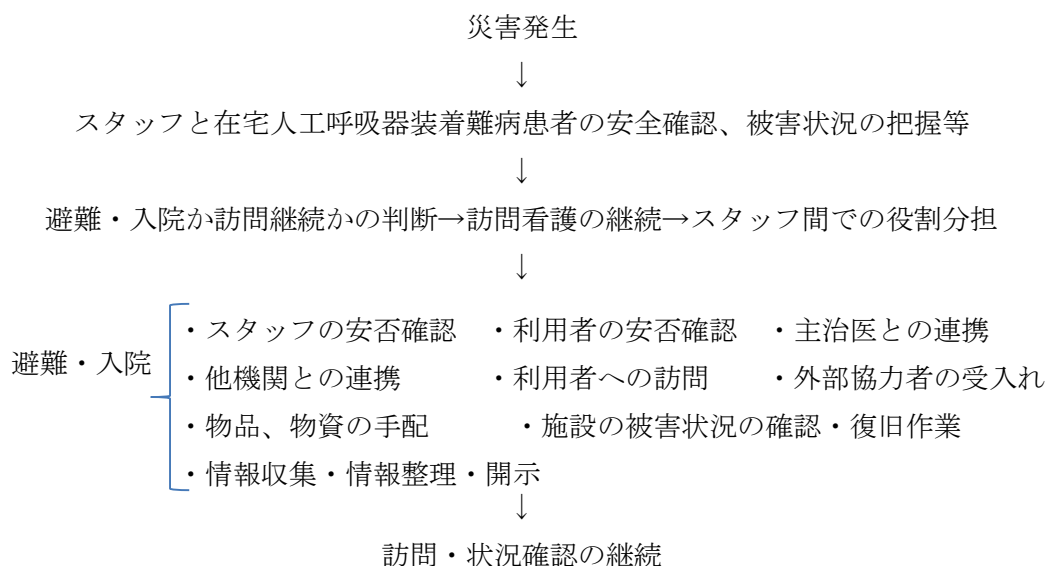 災害発生
↓
スタッフと在宅人工呼吸器装着難病患者の安全確認、被害状況の把握等
↓
避難・入院か訪問継続かの判断→訪問看護の継続→スタッフ間での役割分担
↓
避難・入院
・スタッフの安否確認 ・利用者の安否確認 ・主治医との連携
・他機関との連携 ・利用者への訪問 ・外部協力者の受入れ
・物品、物資の手配 ・施設の被害状況の確認・復旧作業
・情報収集・情報整理・開示
↓
訪問・状況確認の継続